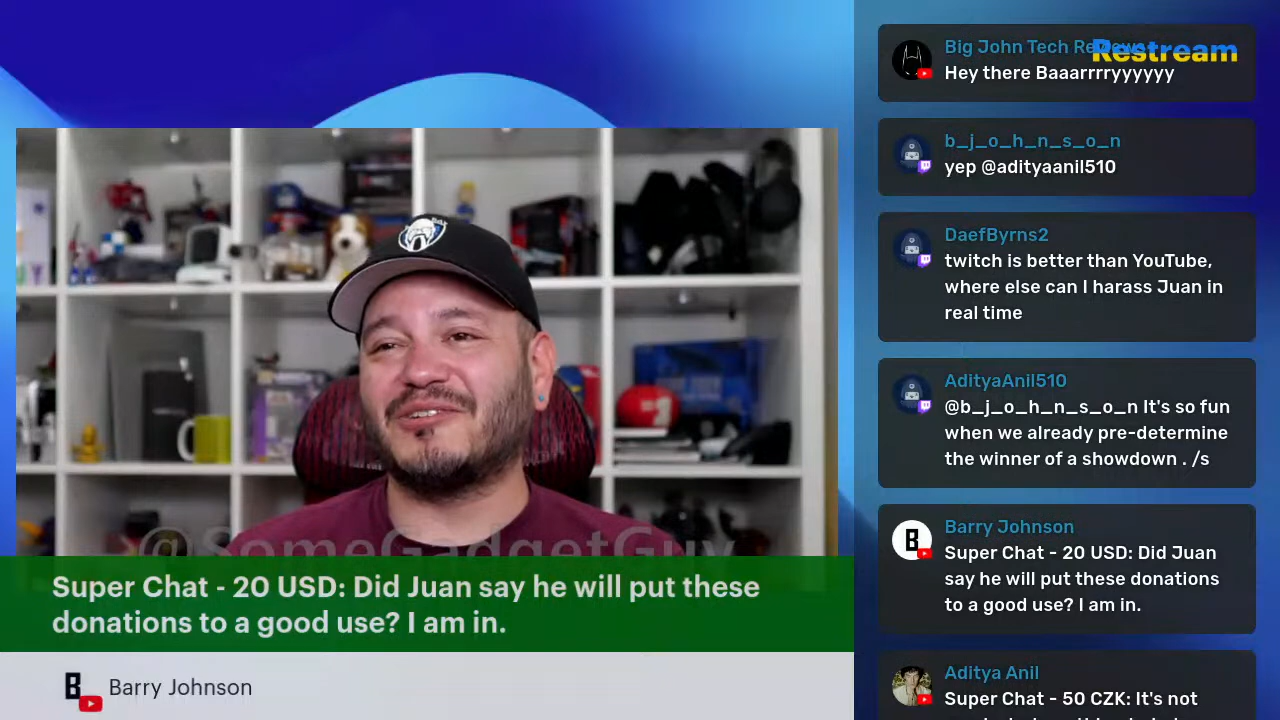 Restream
Big John Tech Reviews
Hey there Baaarrrryyyyyy
b_j_o_h_n_s_o_n
yep @adityaanil510
DaefByrns2
twitch is better than YouTube,
where else can I harass Juan in
real time
AdityaAnil510
@b_j_o_h_n_s_o_n It's so fun
when we already pre-determine
the winner of a showdown . /s
Barry Johnson
Super Chat - 20 USD: Did Juan
say he will put these donations
to a good use? I am in.
Aditya Anil
Super Chat - 50 CZK: It's not
@SomeGadgetGuy
Super Chat - 20 USD: Did Juan say he will put these
donations to a good use? I am in.
B
Barry Johnson